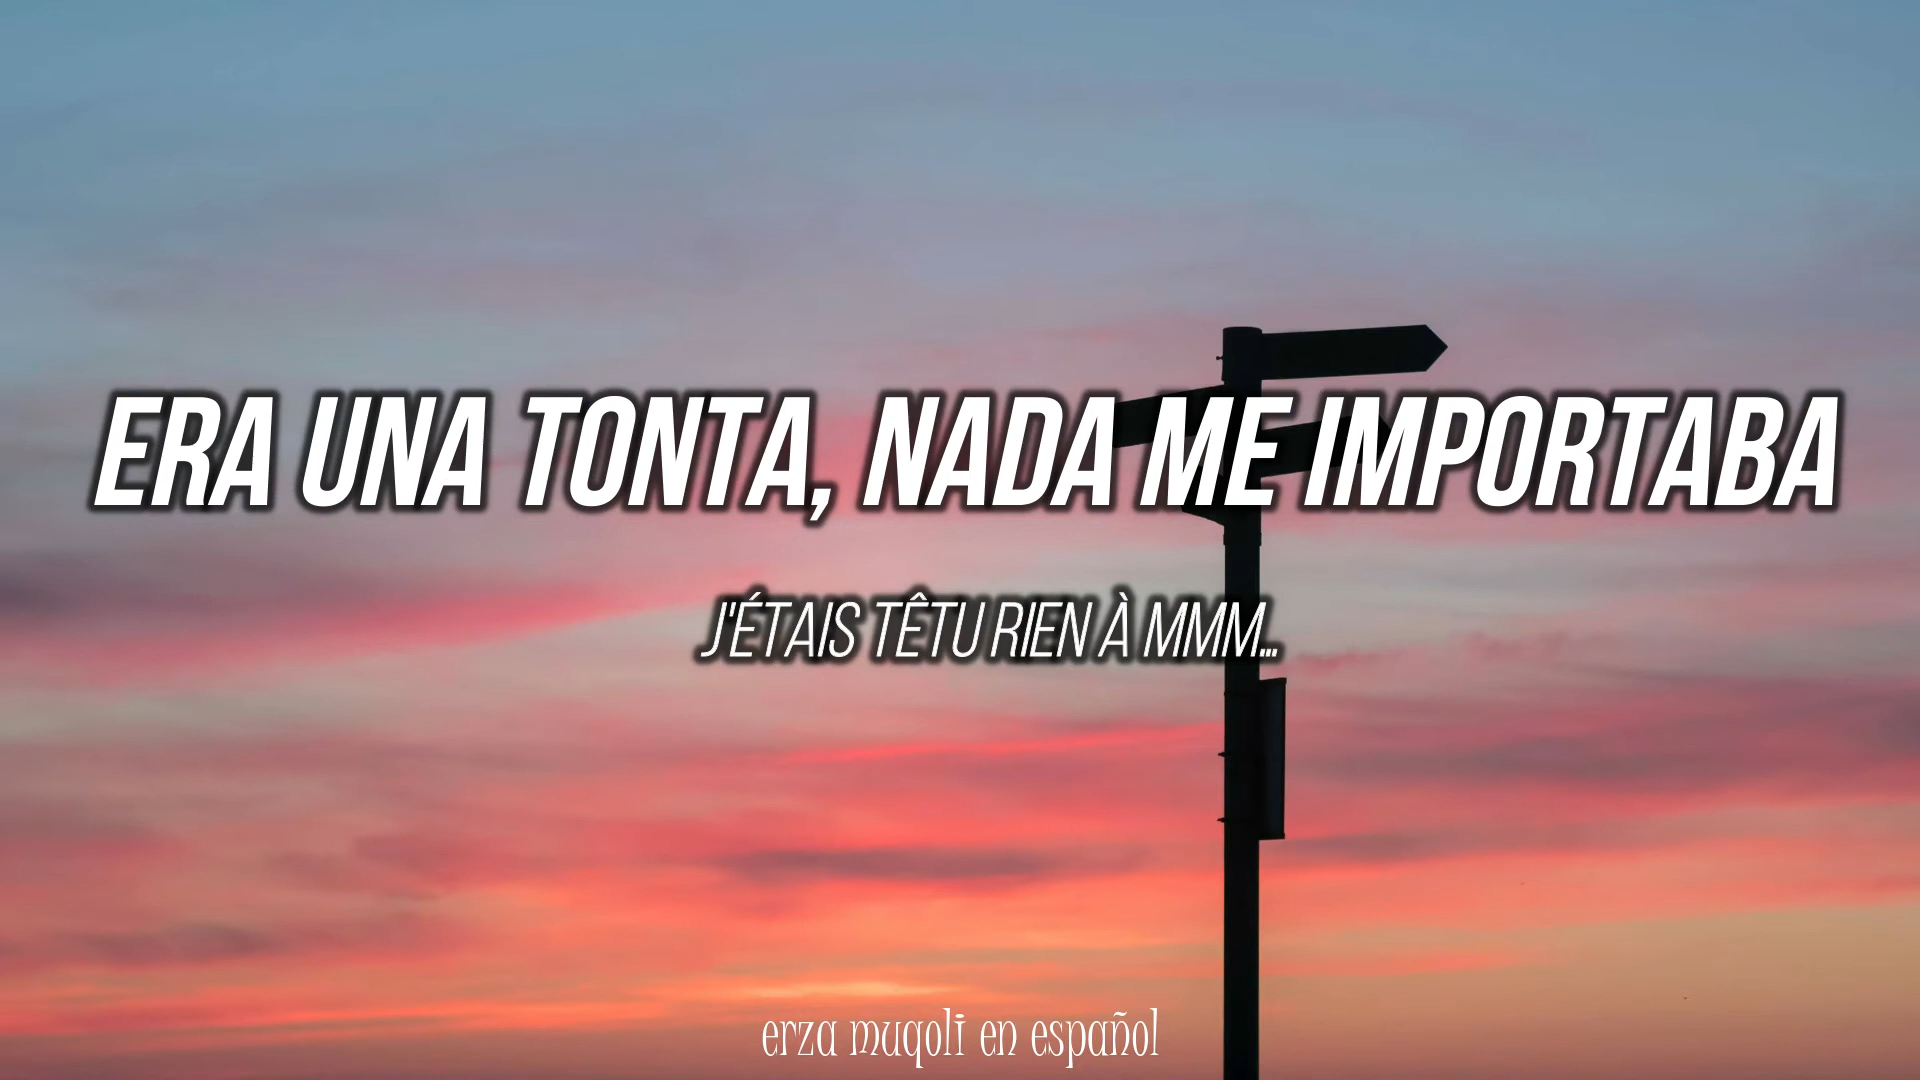 ERA UNA TONTA, NADA ME IMPORTABA
J'ÉTAIS TÊTU RIEN À MMM...
erza muqoli en español